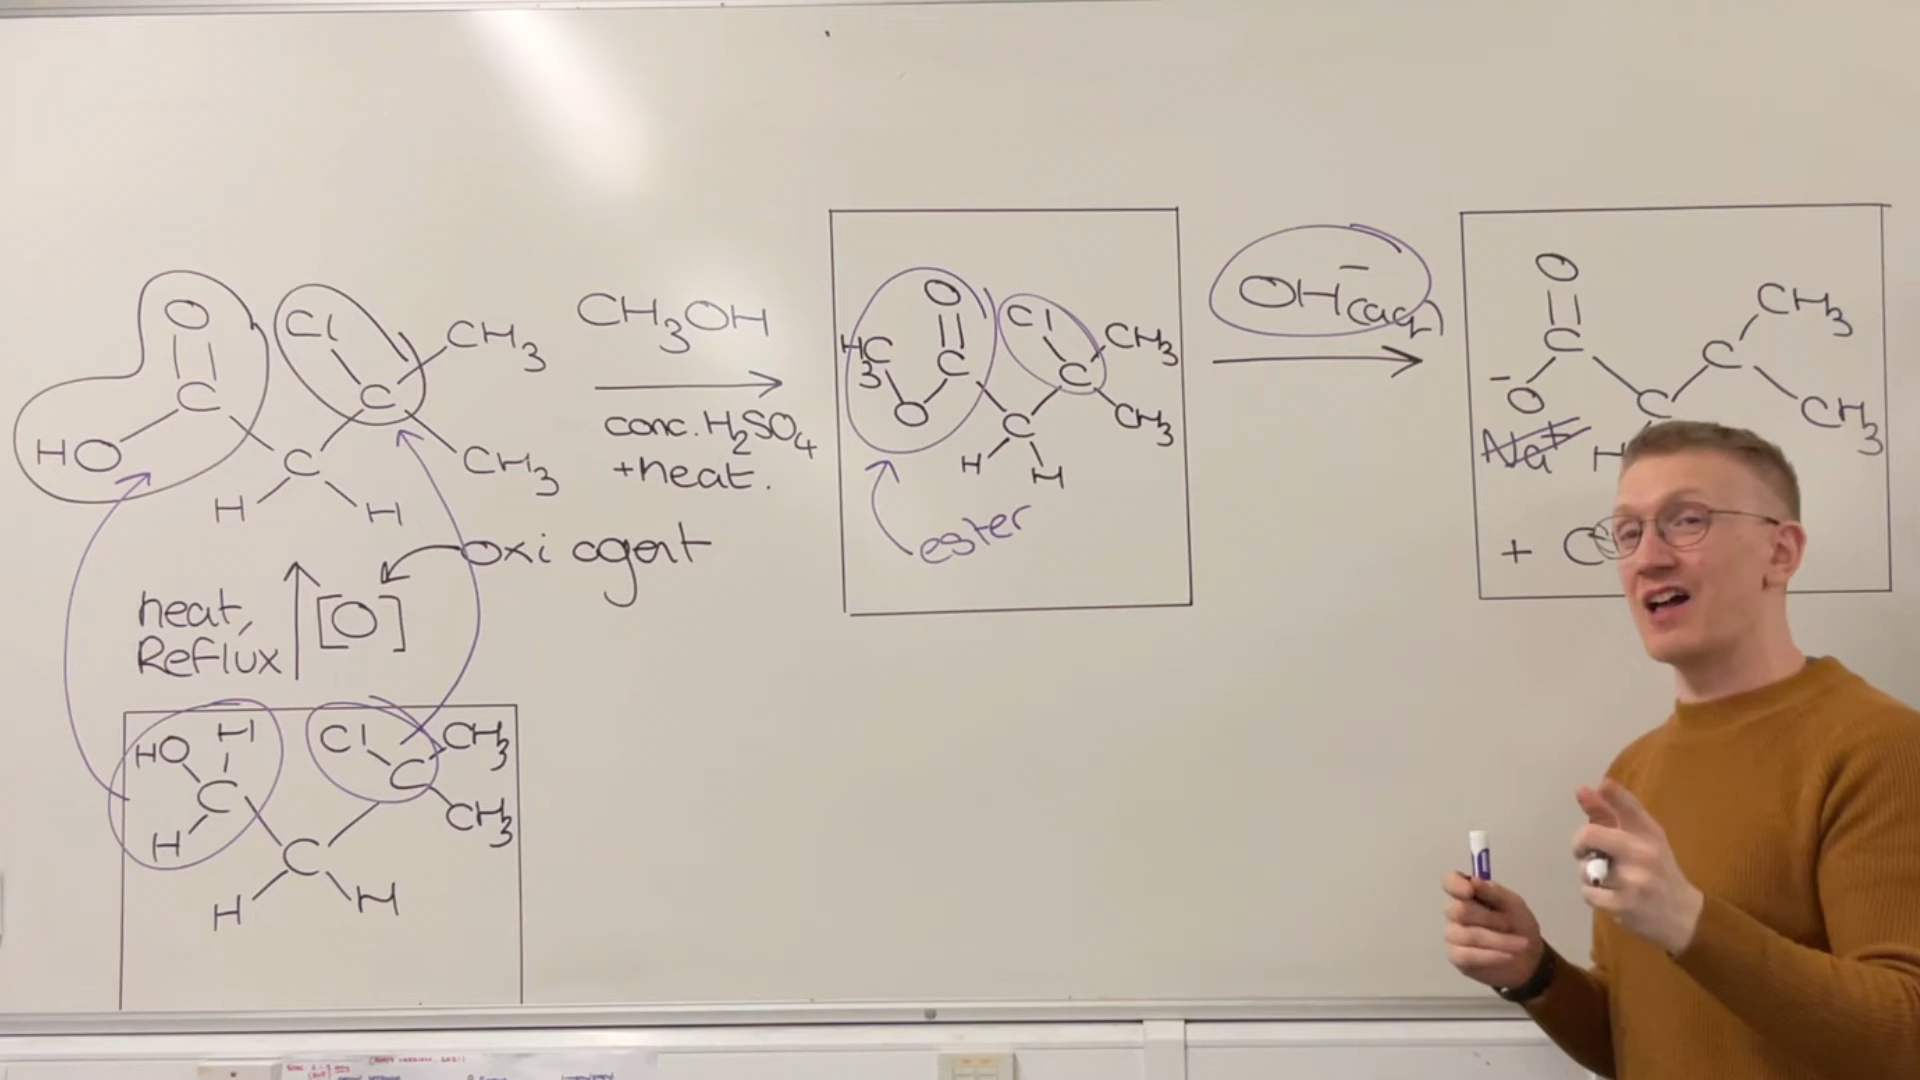 O
Cl
CH3
C
C
HO
C
CH3
H
H
CH3OH
conc. H2SO4
+heat.
O
Cl
CH3
H3C
C
C
O
C
CH3
H
H
ester
OH-(aq)
O
CH3
C
C
-O
C
CH3
Na+
H
+ C
oxi agent
heat,
Reflux
[O]
H
HO
Cl
CH3
C
C
H
CH3
C
H
H